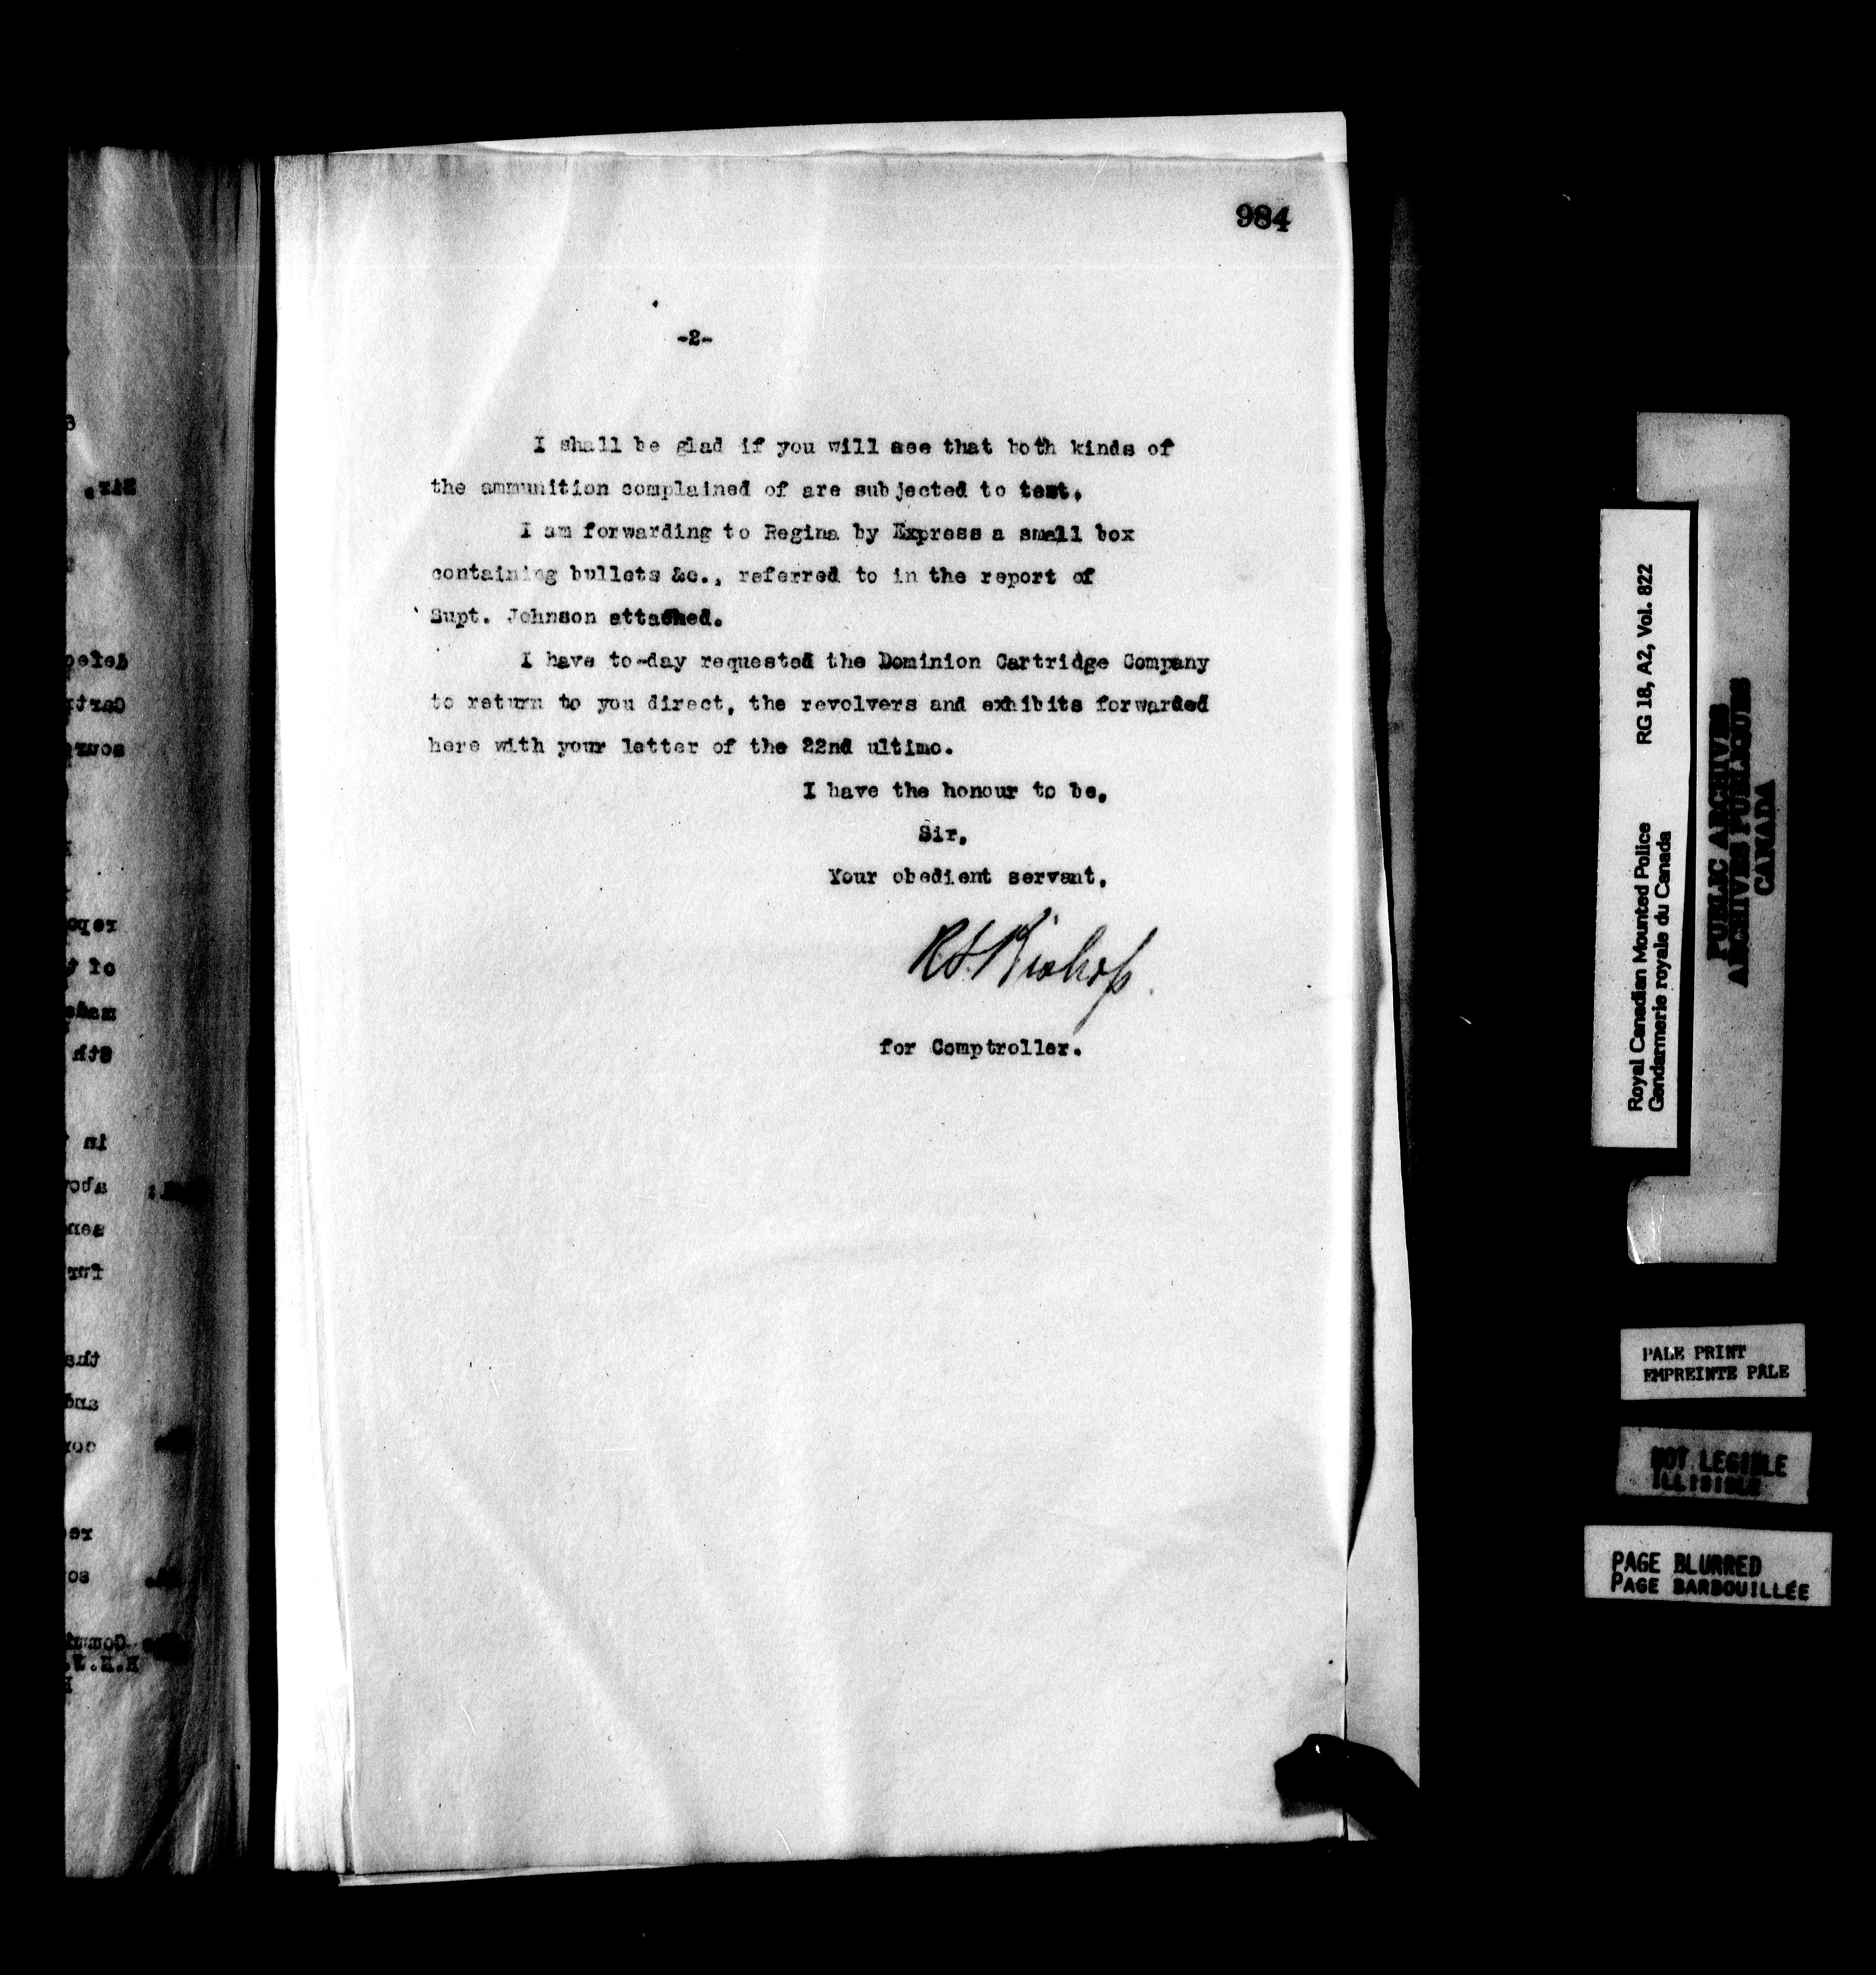 984
-2-
I shall be glad if you will see that both kinds of
the ammunition complained of are subjected to test.
I am forwarding to Regina by Express a small box
containing bullets &c., referred to in the report of
Supt. Johnson attached.
I have to-day requested the Dominion Cartridge Company
to return to you direct, the revolvers and exhibits forwarded
here with your letter of the 22nd ultimo.
I have the honour to be,
Sir,
Your obedient servant,
Bishop
for Comptroller.
Royal Canadian Mounted Police RG 18, A2, Vol. 822
Gendarmerie royale du Canada
PUBLIC ARCHIVES
ARCHIVES PUBLIQUES
CANADA
PALE PRINT
EMPREINTE PÂLE
NOT LEGIBLE
ILLISIBLE
PAGE BLURRED
PAGE BARBOUILLÉE